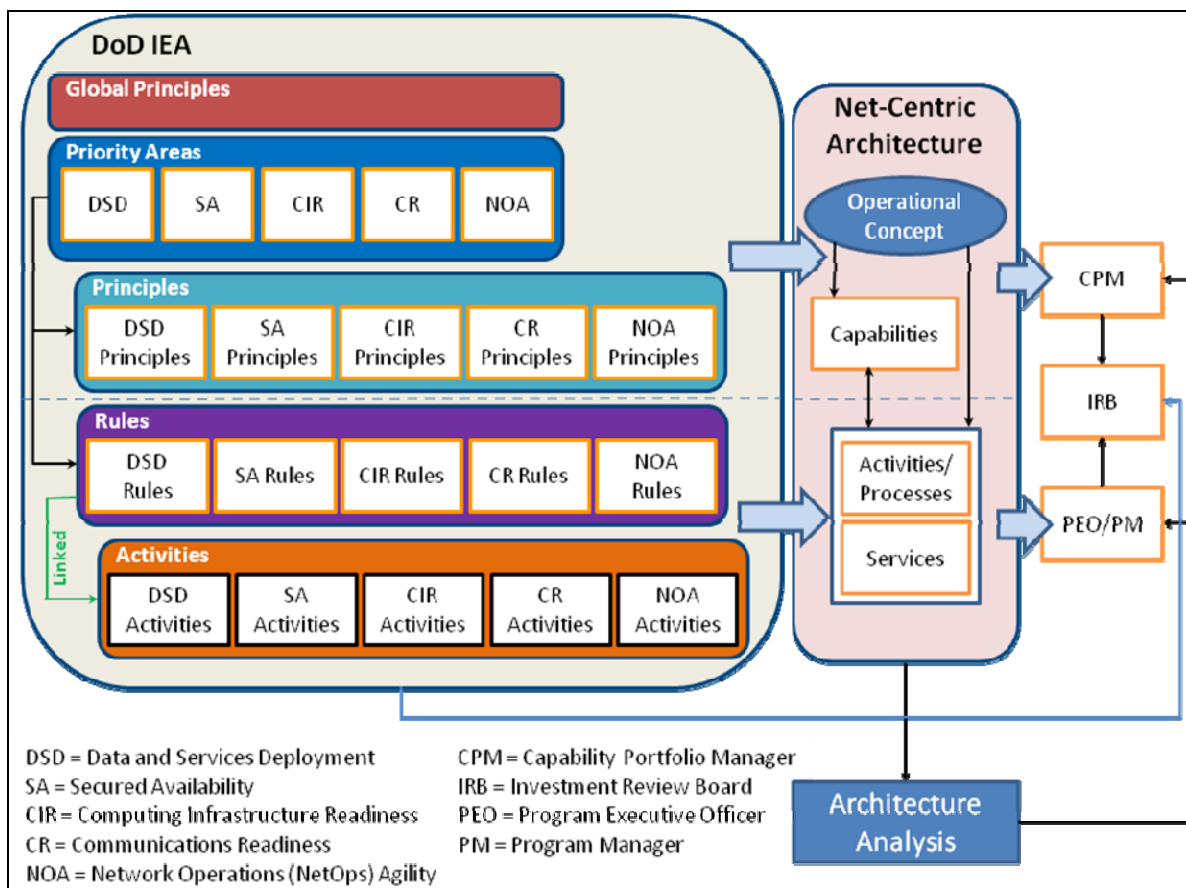 DoD IEA
Global Principles
Priority Areas
DSD
SA
CIR
CR
NOA
Principles
DSD
Principles
SA
Principles
CIR
Principles
CR
Principles
NOA
Principles
Rules
DSD
Rules
SA Rules
CIR Rules
CR Rules
NOA
Rules
Linked
Activities
DSD
Activities
SA
Activities
CIR
Activities
CR
Activities
NOA
Activities
Net-Centric
Architecture
Operational
Concept
Capabilities
Activities/
Processes
Services
CPM
IRB
PEO/PM
Architecture
Analysis
DSD = Data and Services Deployment
SA = Secured Availability
CIR = Computing Infrastructure Readiness
CR = Communications Readiness
NOA = Network Operations (NetOps) Agility
CPM = Capability Portfolio Manager
IRB = Investment Review Board
PEO = Program Executive Officer
PM = Program Manager